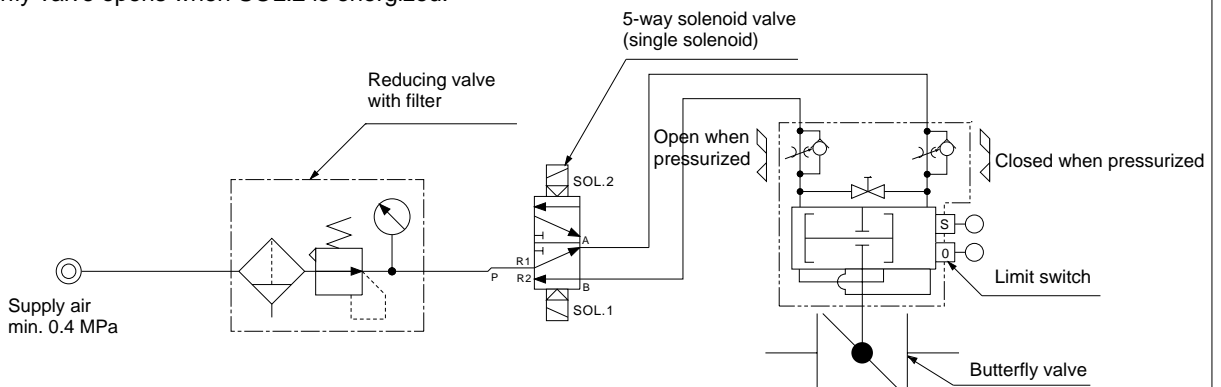 valve opens when SOL.2 is energized.
5-way solenoid valve
(single solenoid)
Reducing valve
with filter
Open when
pressurized
Closed when pressurized
SOL.2
A
R1
P
R2
B
SOL.1
S
0
Limit switch
Supply air
min. 0.4 MPa
Butterfly valve